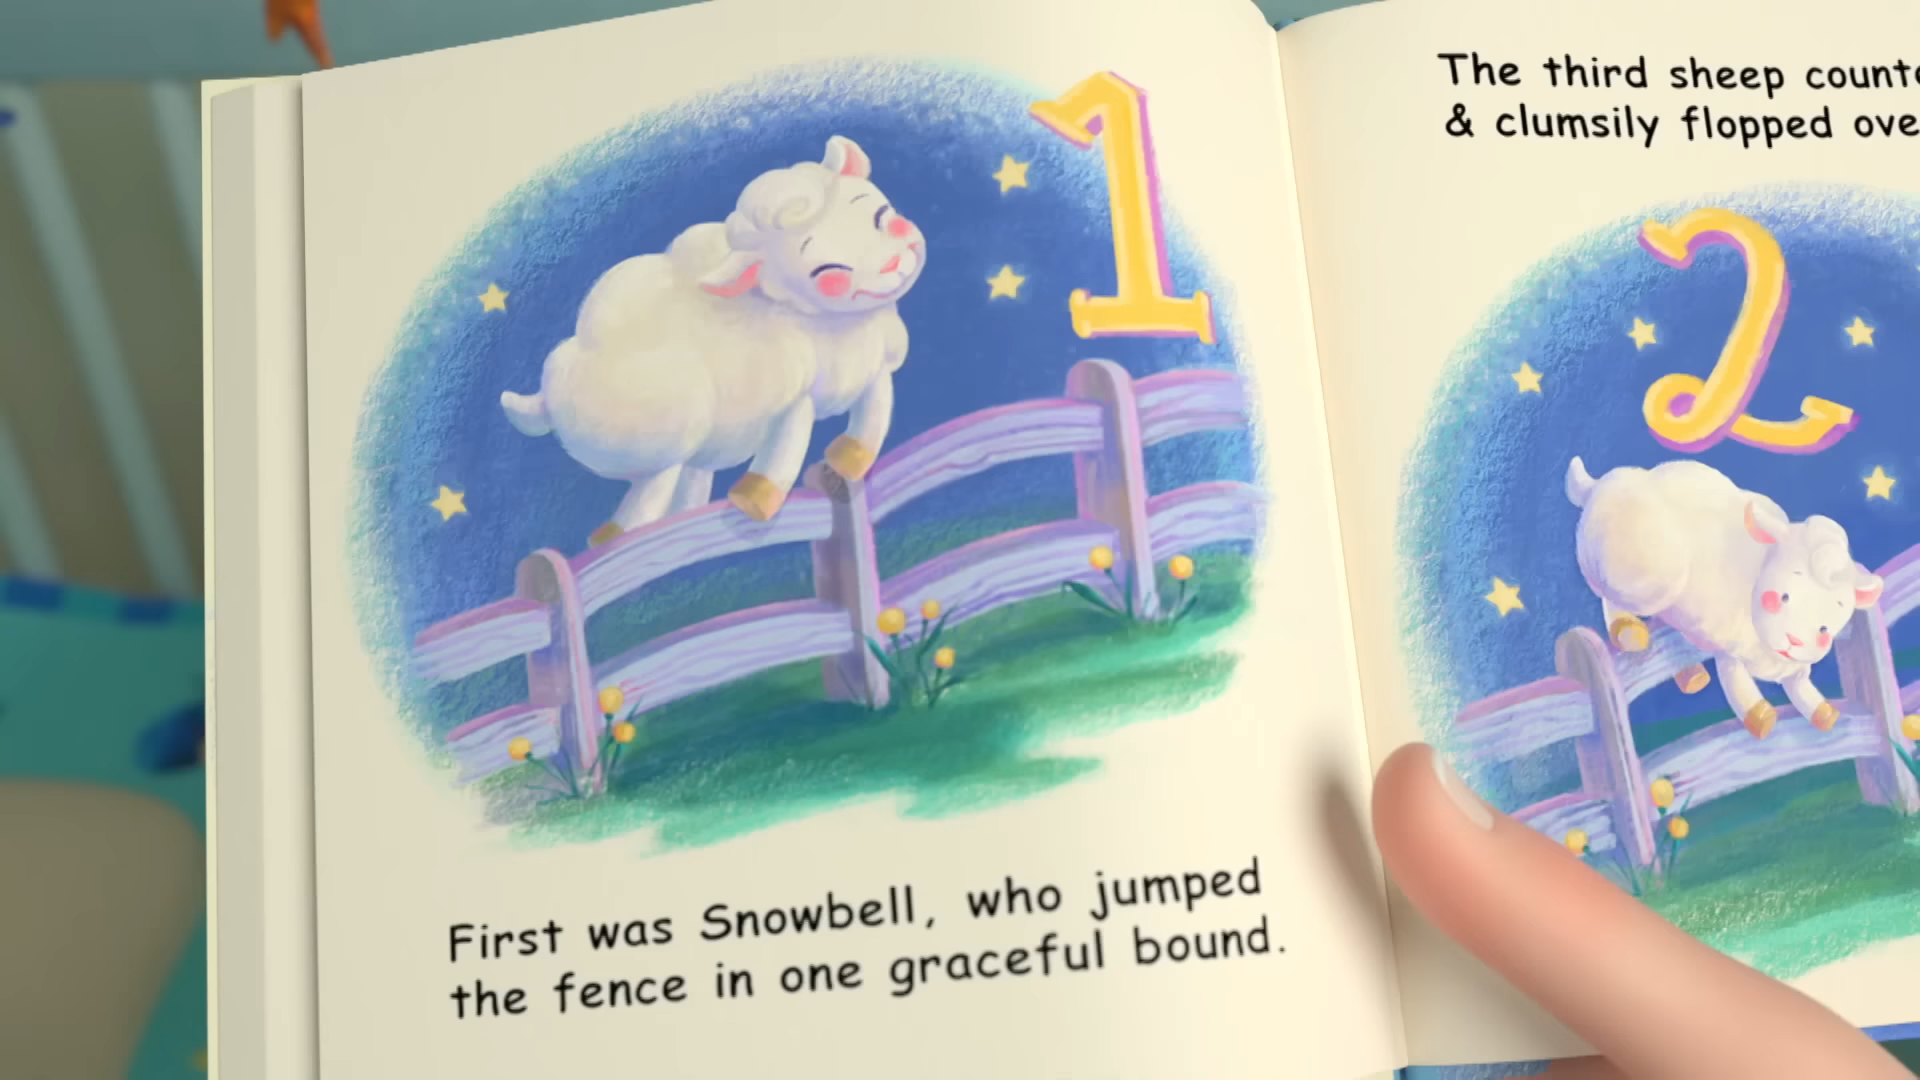 1
First was Snowbell, who jumped
the fence in one graceful bound.
The third sheep
& clumsily flopped
2